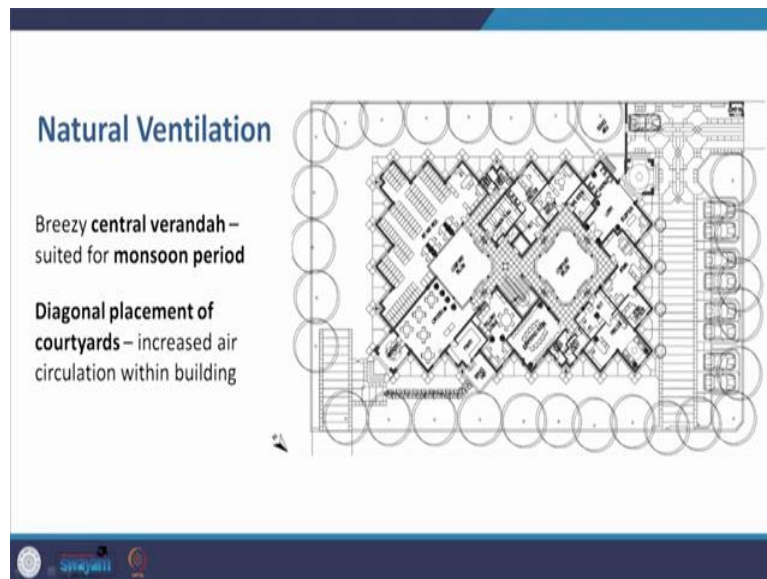 Natural Ventilation
Breezy central verandah –
suited for monsoon period
Diagonal placement of
courtyards – increased air
circulation within building
swayam